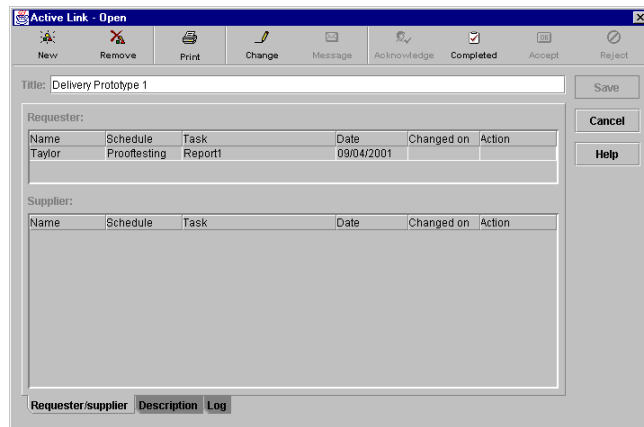 Active Link - Open
New Remove Print Change Message Acknowledge Completed Accept Reject
Title: Delivery Prototype 1
Save
Requester:
Cancel
Name Schedule Task Date Changed on Action
Taylor Prooftesting Report1 09/04/2001
Help
Supplier:
Name Schedule Task Date Changed on Action
Requester/supplier Description Log